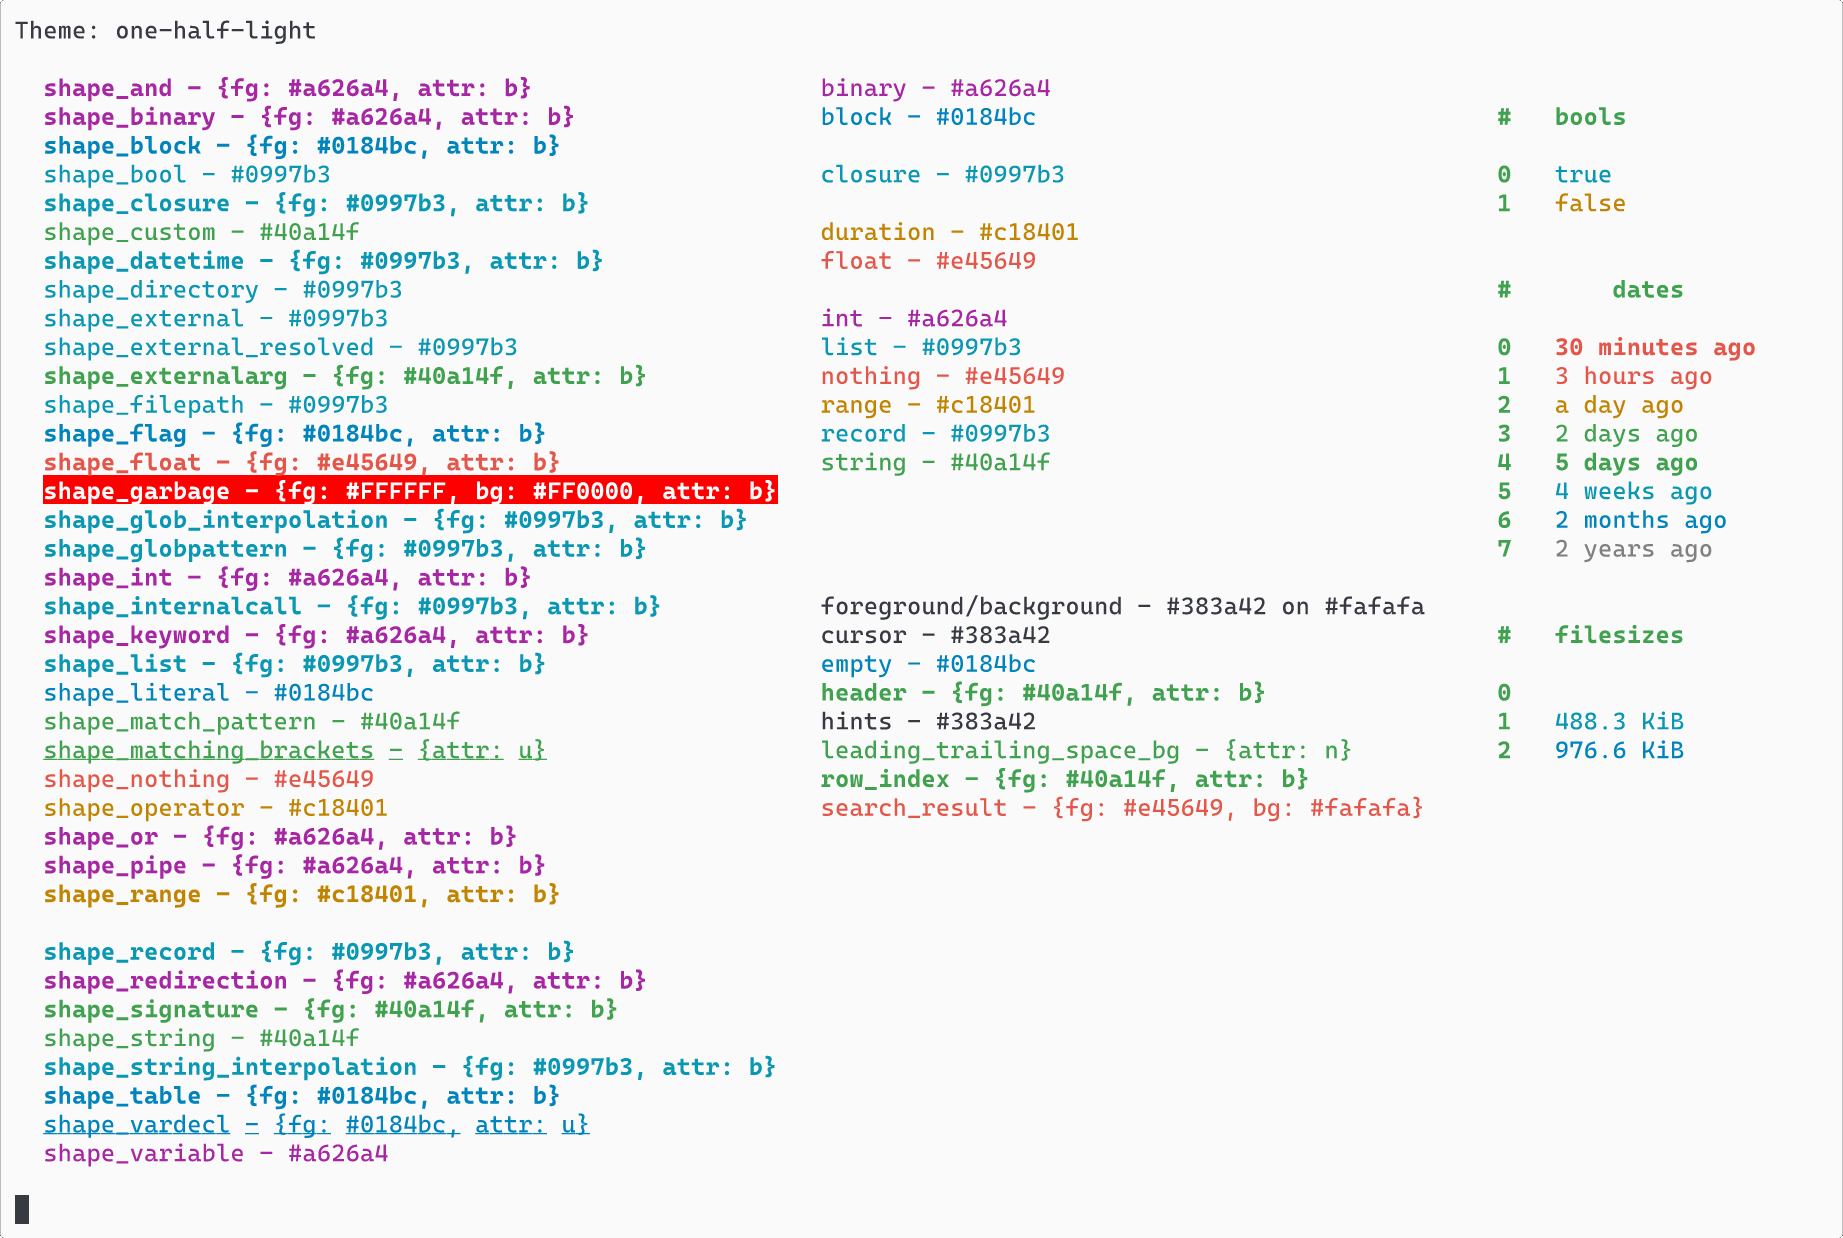 Theme: one-half-light
shape_and - {fg: #a626a4, attr: b}
shape_binary - {fg: #a626a4, attr: b}
shape_block - {fg: #0184bc, attr: b}
shape_bool - #0997b3
shape_closure - {fg: #0997b3, attr: b}
shape_custom - #40a14f
shape_datetime - {fg: #0997b3, attr: b}
shape_directory - #0997b3
shape_external - #0997b3
shape_external_resolved - #0997b3
shape_externalarg - {fg: #40a14f, attr: b}
shape_filepath - #0997b3
shape_flag - {fg: #0184bc, attr: b}
shape_float - {fg: #e45649, attr: b}
shape_garbage - {fg: #FFFFFF, bg: #FF0000, attr: b}
shape_glob_interpolation - {fg: #0997b3, attr: b}
shape_globpattern - {fg: #0997b3, attr: b}
shape_int - {fg: #a626a4, attr: b}
shape_internalcall - {fg: #0997b3, attr: b}
shape_keyword - {fg: #a626a4, attr: b}
shape_list - {fg: #0997b3, attr: b}
shape_literal - #0184bc
shape_match_pattern - #40a14f
shape_matching_brackets - {attr: u}
shape_nothing - #e45649
shape_operator - #c18401
shape_or - {fg: #a626a4, attr: b}
shape_pipe - {fg: #a626a4, attr: b}
shape_range - {fg: #c18401, attr: b}
shape_record - {fg: #0997b3, attr: b}
shape_redirection - {fg: #a626a4, attr: b}
shape_signature - {fg: #40a14f, attr: b}
shape_string - #40a14f
shape_string_interpolation - {fg: #0997b3, attr: b}
shape_table - {fg: #0184bc, attr: b}
shape_vardecl - {fg: #0184bc, attr: u}
shape_variable - #a626a4
binary - #a626a4
block - #0184bc
closure - #0997b3
duration - #c18401
float - #e45649
int - #a626a4
list - #0997b3
nothing - #e45649
range - #c18401
record - #0997b3
string - #40a14f
foreground/background - #383a42 on #fafafa
cursor - #383a42
empty - #0184bc
header - {fg: #40a14f, attr: b}
hints - #383a42
leading_trailing_space_bg - {attr: n}
row_index - {fg: #40a14f, attr: b}
search_result - {fg: #e45649, bg: #fafafa}
# bools
0 true
1 false
# dates
0 30 minutes ago
1 3 hours ago
2 a day ago
3 2 days ago
4 5 days ago
5 4 weeks ago
6 2 months ago
7 2 years ago
# filesizes
0
1 488.3 KiB
2 976.6 KiB